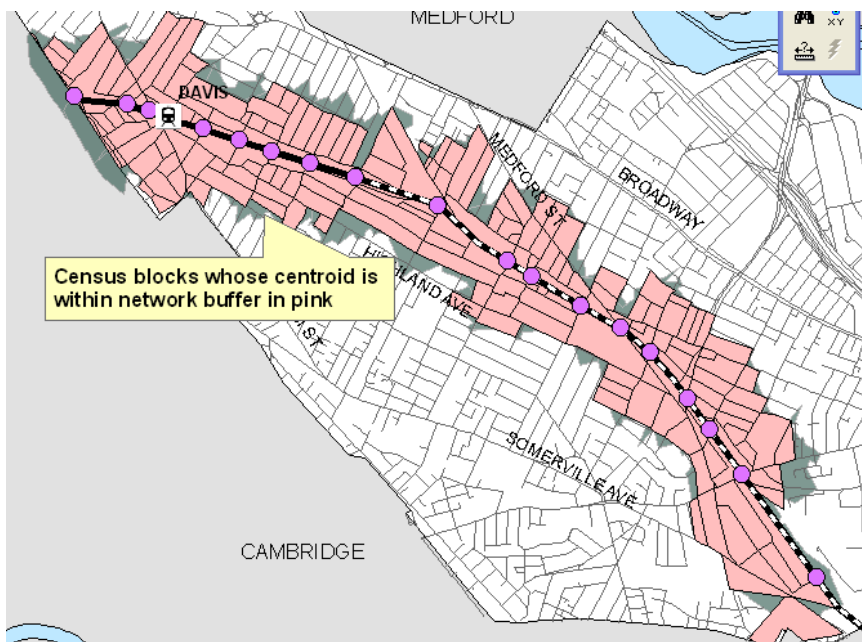 MEDFORD
XY
DAVIS
MEDFORD ST
BROADWAY
Census blocks whose centroid is
within network buffer in pink
HIGHLAND AVE
ST
SOMERVILLE AVE
CAMBRIDGE